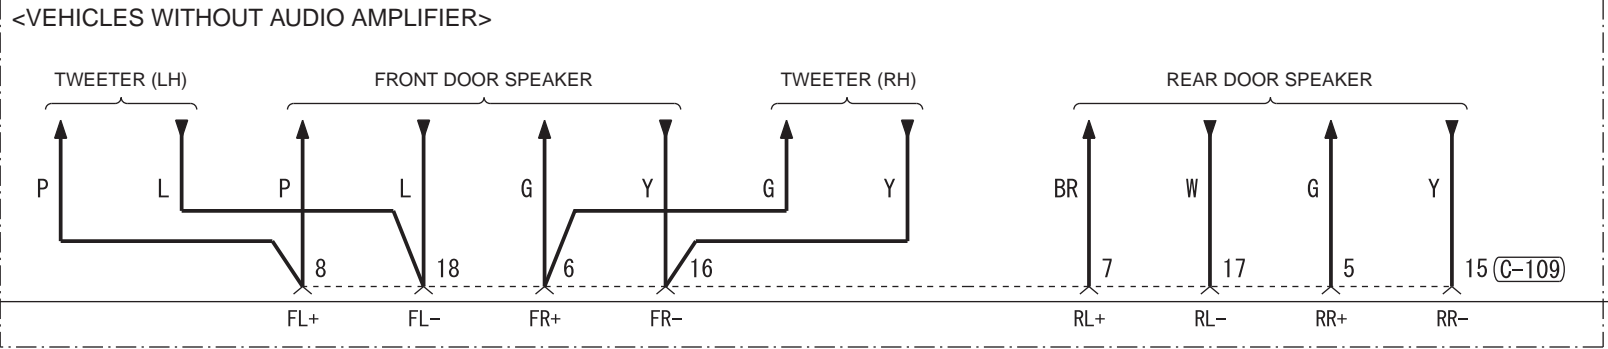 <VEHICLES WITHOUT AUDIO AMPLIFIER>
TWEETER (LH) FRONT DOOR SPEAKER TWEETER (RH) REAR DOOR SPEAKER
P L P L G Y G Y BR W G Y
8 18 6 16 7 17 5 15 C-109
FL+ FL- FR+ FR- RL+ RL- RR+ RR-